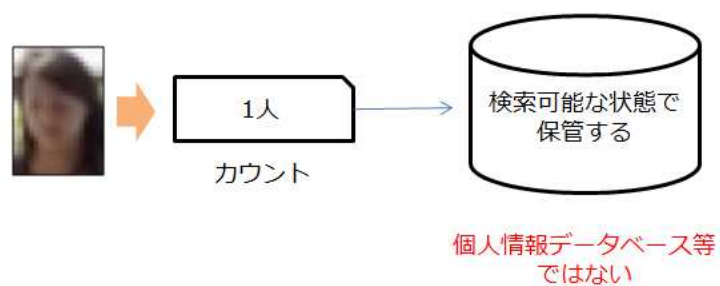 1人
カウント
検索可能な状態で
保管する
個人情報データベース等
ではない